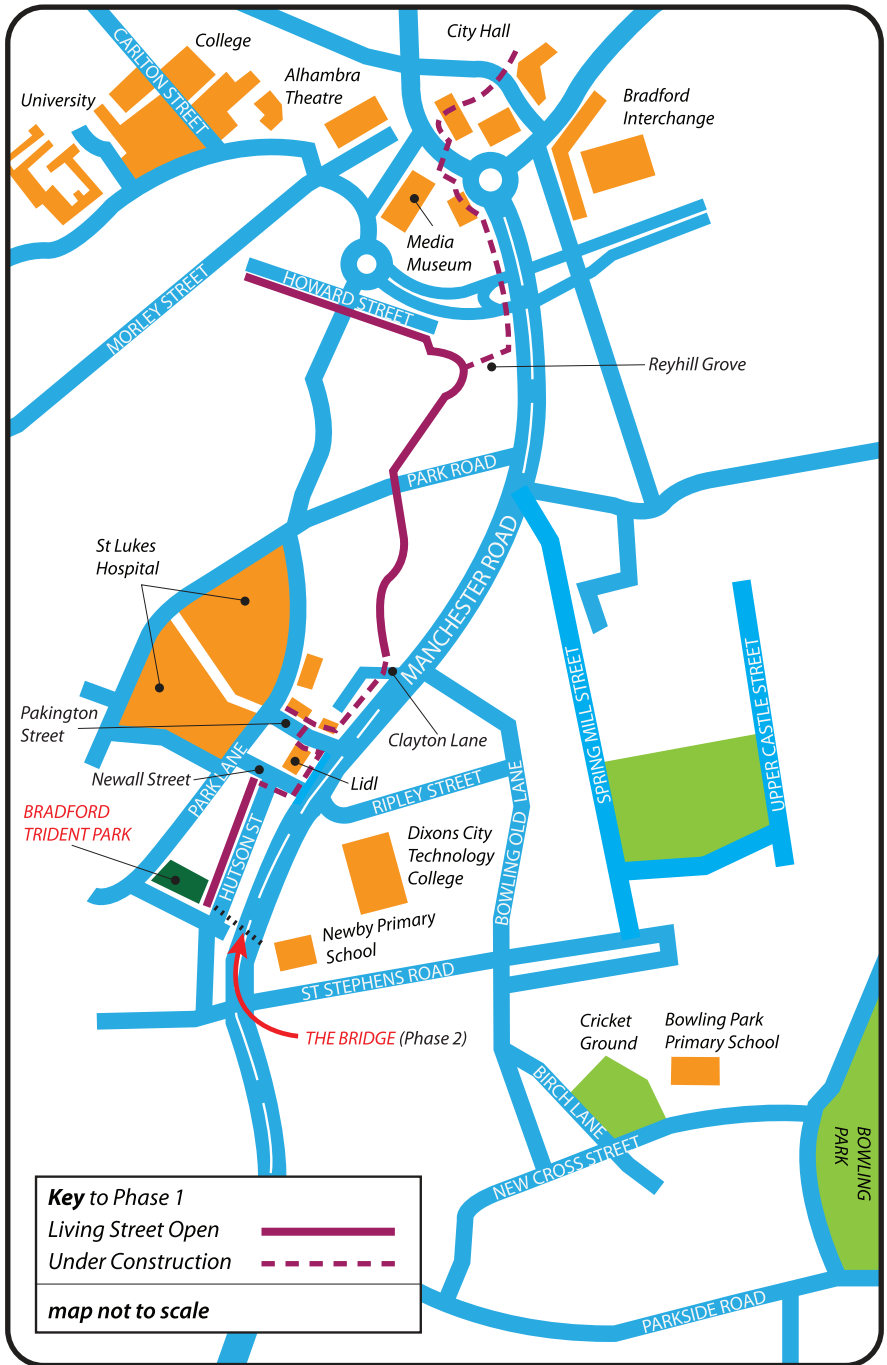 City Hall
College
CARLTON STREET
Alhambra
Theatre
University
Bradford
Interchange
Media
Museum
MORLEY STREET
HOWARD STREET
Reyhill Grove
PARK ROAD
St Lukes
Hospital
MANCHESTER ROAD
SPRING MILL STREET
UPPER CASTLE STREET
Pakington
Street
Clayton Lane
Newall Street
PARK LANE
Lidl
RIPLEY STREET
BOWLING OLD LANE
BRADFORD
TRIDENT PARK
HUTSON ST
Dixons City
Technology
College
Newby Primary
School
ST STEPHENS ROAD
THE BRIDGE (Phase 2)
Cricket
Ground
Bowling Park
Primary School
BIRCH LANE
NEW CROSS STREET
BOWLING
PARK
PARKSIDE ROAD
Key to Phase 1
Living Street Open
Under Construction
map not to scale